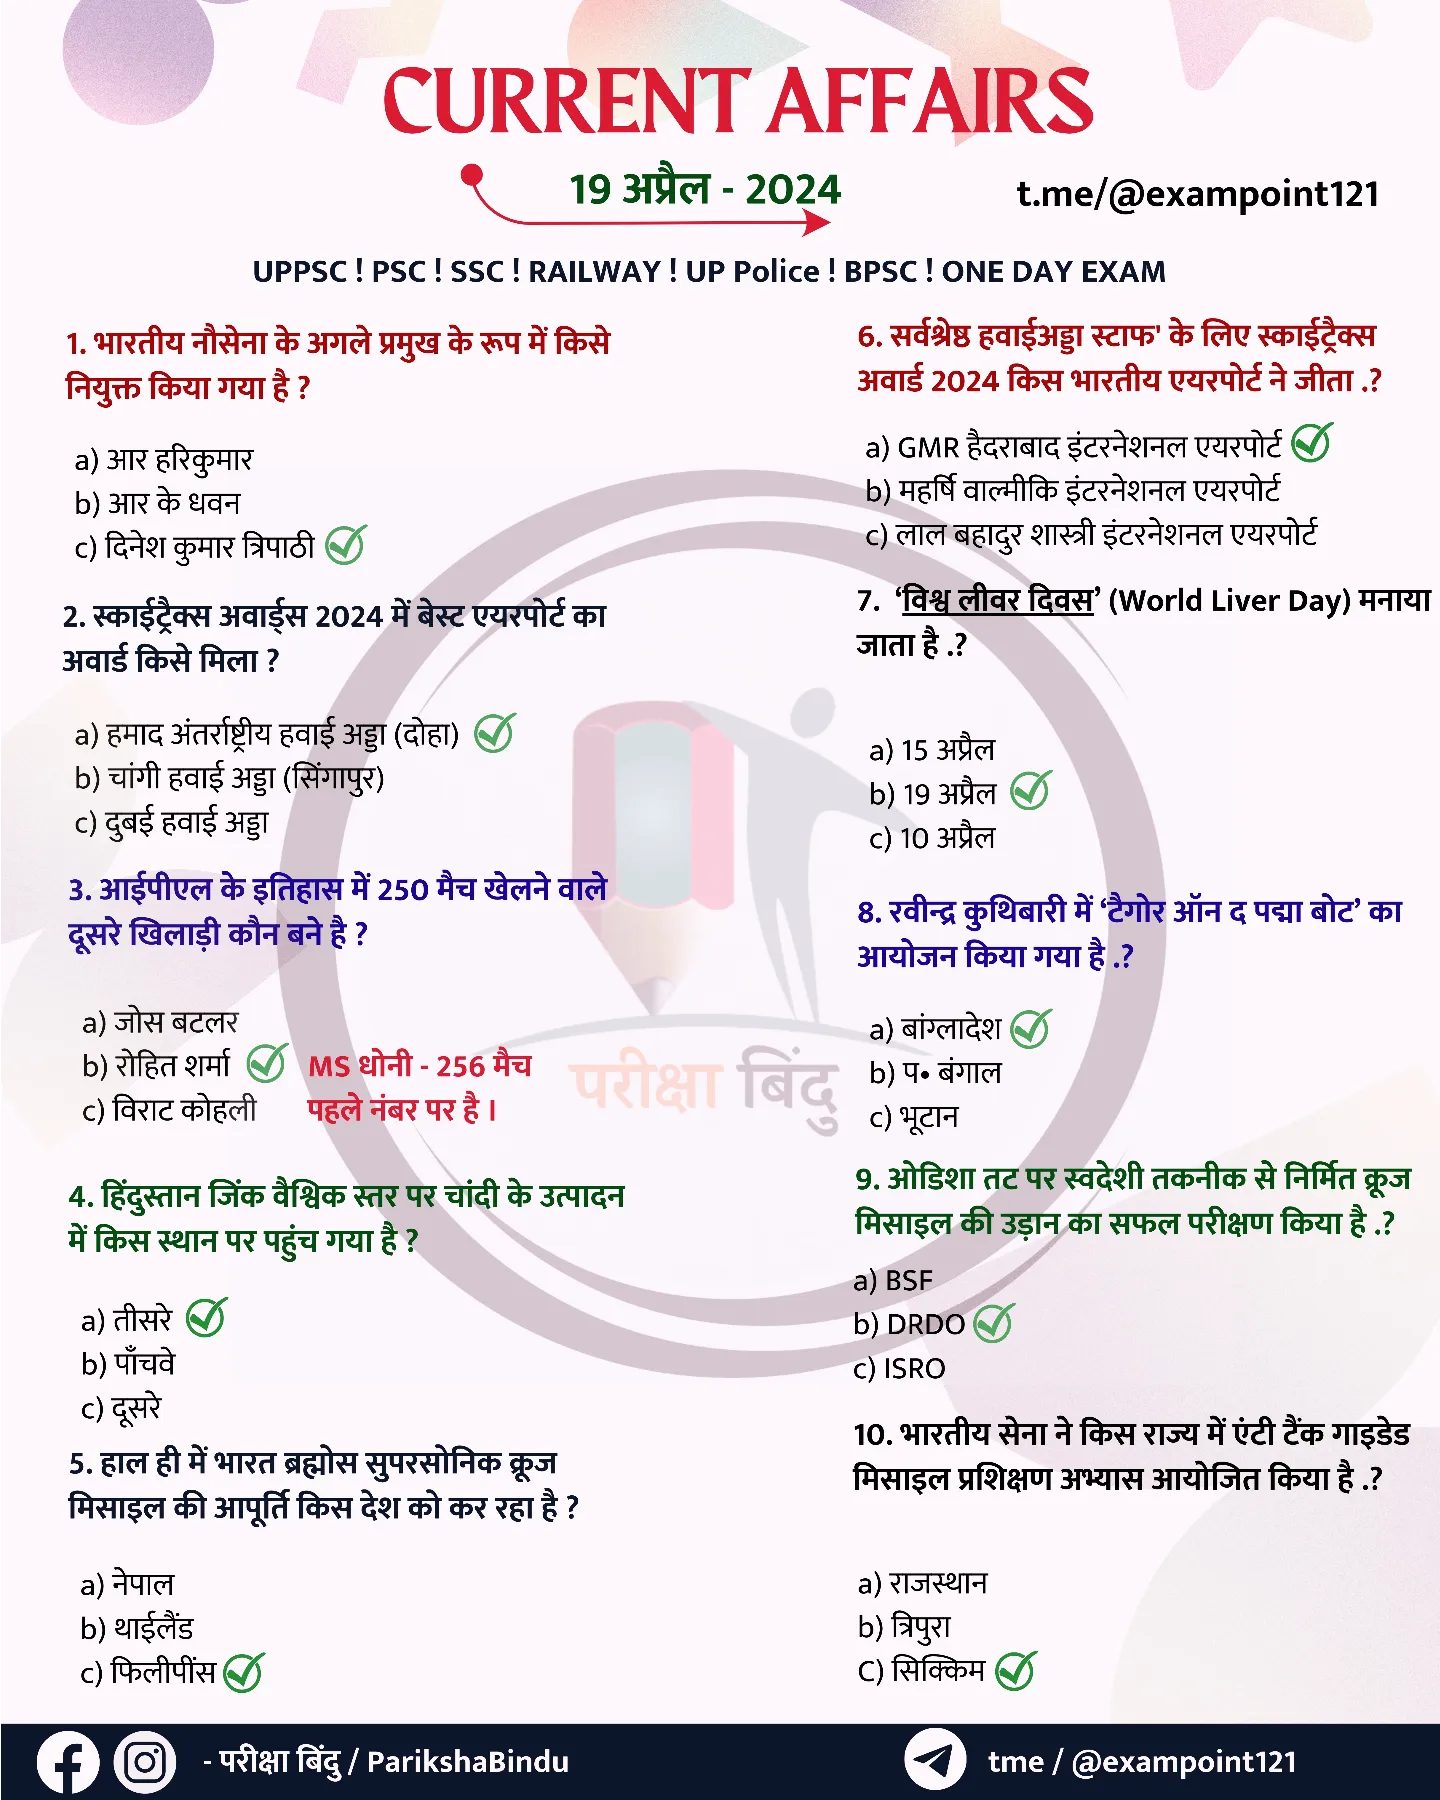 CURRENT AFFAIRS
19 अप्रैल - 2024
t.me/@exampoint121
UPPSC ! PSC ! SSC ! RAILWAY ! UP Police ! BPSC ! ONE DAY EXAM
1. भारतीय नौसेना के अगले प्रमुख के रूप में किसे
नियुक्त किया गया है ?
a) आर हरिकुमार
b) आर के धवन
c) दिनेश कुमार त्रिपाठी
2. स्काईट्रैक्स अवार्ड्स 2024 में बेस्ट एयरपोर्ट का
अवार्ड किसे मिला ?
a) हमाद अंतर्राष्ट्रीय हवाई अड्डा (दोहा)
b) चांगी हवाई अड्डा (सिंगापुर)
c) दुबई हवाई अड्डा
3. आईपीएल के इतिहास में 250 मैच खेलने वाले
दूसरे खिलाड़ी कौन बने है ?
a) जोस बटलर
b) रोहित शर्मा
c) विराट कोहली
MS धोनी - 256 मैच
पहले नंबर पर है ।
4. हिंदुस्तान जिंक वैश्विक स्तर पर चांदी के उत्पादन
में किस स्थान पर पहुंच गया है ?
a) तीसरे
b) पाँचवे
c) दूसरे
5. हाल ही में भारत ब्रह्मोस सुपरसोनिक क्रूज
मिसाइल की आपूर्ति किस देश को कर रहा है ?
a) नेपाल
b) थाईलैंड
c) फिलीपींस
6. सर्वश्रेष्ठ हवाईअड्डा स्टाफ' के लिए स्काईट्रैक्स
अवार्ड 2024 किस भारतीय एयरपोर्ट ने जीता .?
a) GMR हैदराबाद इंटरनेशनल एयरपोर्ट
b) महर्षि वाल्मीकि इंटरनेशनल एयरपोर्ट
c) लाल बहादुर शास्त्री इंटरनेशनल एयरपोर्ट
7. ‘विश्व लीवर दिवस’ (World Liver Day) मनाया
जाता है .?
a) 15 अप्रैल
b) 19 अप्रैल
c) 10 अप्रैल
8. रवीन्द्र कुथिबारी में ‘टैगोर ऑन द पद्मा बोट’ का
आयोजन किया गया है .?
a) बांग्लादेश
b) प• बंगाल
c) भूटान
9. ओडिशा तट पर स्वदेशी तकनीक से निर्मित क्रूज
मिसाइल की उड़ान का सफल परीक्षण किया है .?
a) BSF
b) DRDO
c) ISRO
10. भारतीय सेना ने किस राज्य में एंटी टैंक गाइडेड
मिसाइल प्रशिक्षण अभ्यास आयोजित किया है .?
a) राजस्थान
b) त्रिपुरा
C) सिक्किम
परीक्षा बिंदु
- परीक्षा बिंदु / ParikshaBindu
tme / @exampoint121